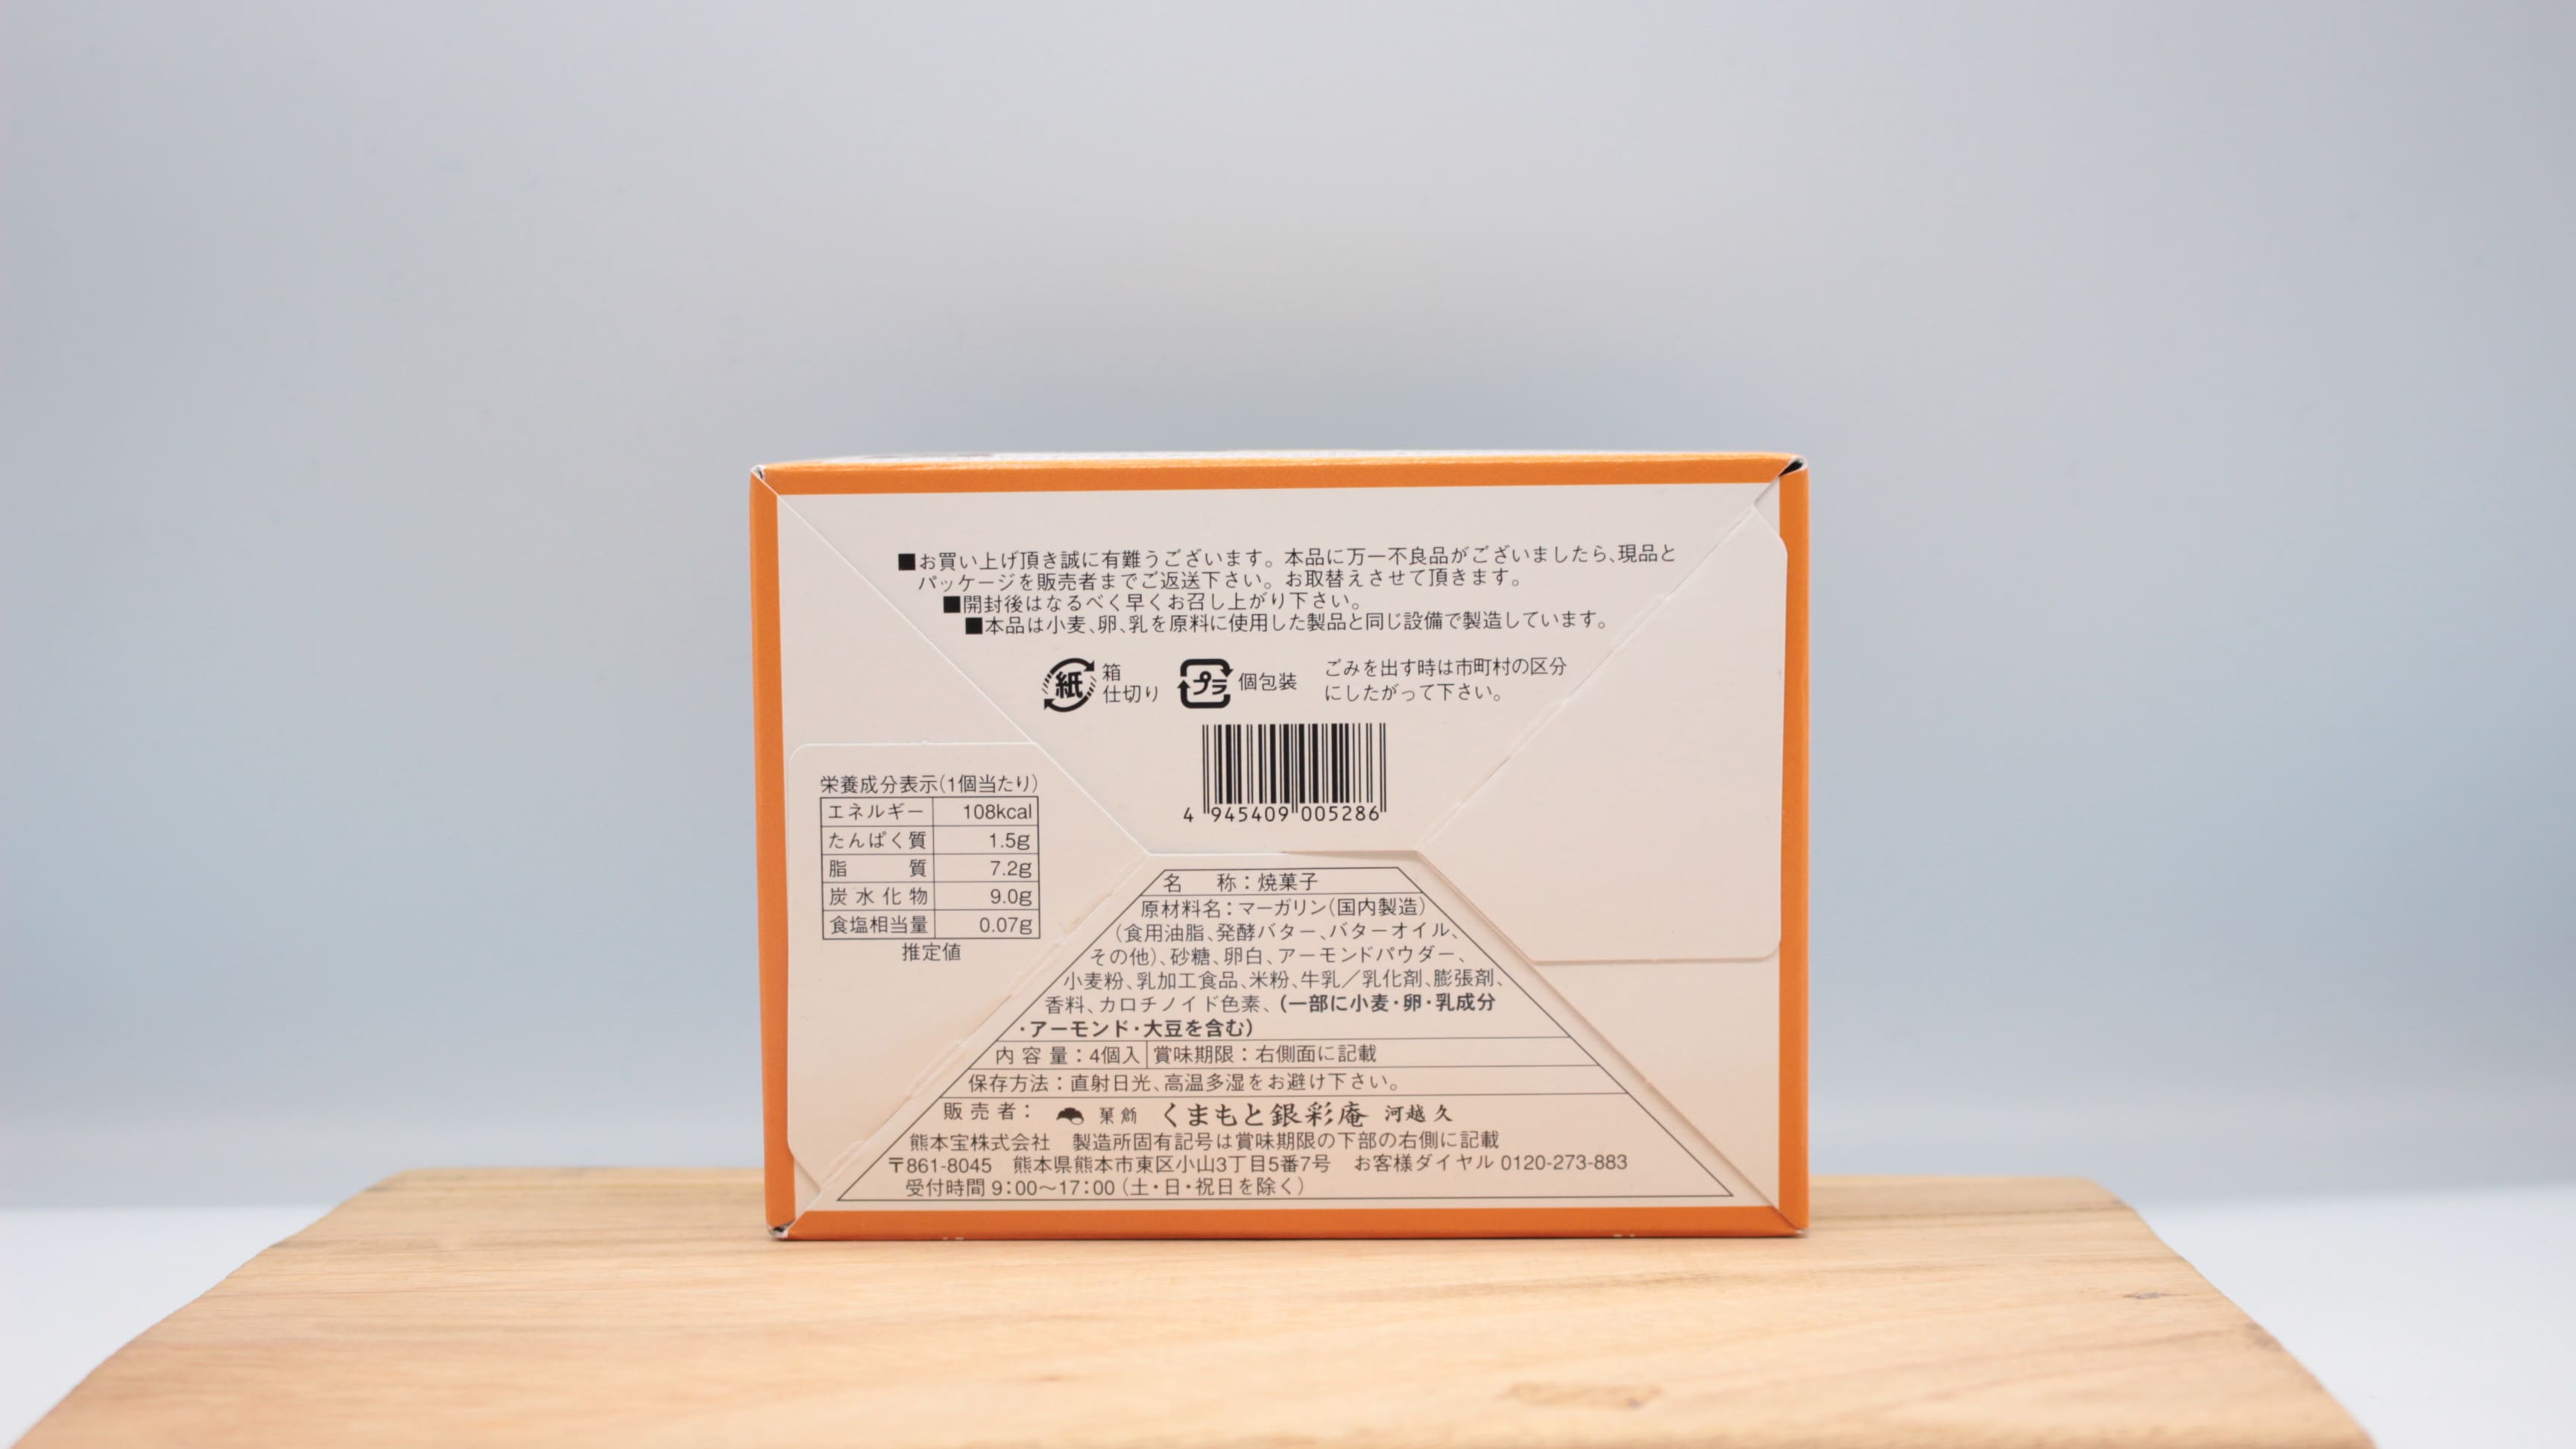 ■お買い上げ頂き誠に有難うございます。本品に万一不良品がございましたら、現品と
パッケージを販売者までご返送下さい。お取替えさせて頂きます。
■開封後はなるべく早くお召し上がり下さい。
■本品は小麦、卵、乳を原料に使用した製品と同じ設備で製造しています。
紙
箱
仕切り
プラ
個包装
ごみを出す時は市町村の区分
にしたがって下さい。
4 945409 005286
栄養成分表示(1個当たり)
エネルギー 108kcal
たんぱく質 1.5g
脂 質 7.2g
炭水化物 9.0g
食塩相当量 0.07g
推定値
名 称：焼菓子
原材料名：マーガリン(国内製造)
(食用油脂、発酵バター、バターオイル、
その他)、砂糖、卵白、アーモンドパウダー、
小麦粉、乳加工食品、米粉、牛乳／乳化剤、膨張剤、
香料、カロチノイド色素、(一部に小麦・卵・乳成分
・アーモンド・大豆を含む)
内容量：4個入 賞味期限：右側面に記載
保存方法：直射日光、高温多湿をお避け下さい。
販売者： 菓舗 くまもと銀彩庵 河越久
熊本宝株式会社 製造所固有記号は賞味期限の下部の右側に記載
〒861-8045 熊本県熊本市東区小山3丁目5番7号 お客様ダイヤル 0120-273-883
受付時間 9:00～17:00 (土・日・祝日を除く)